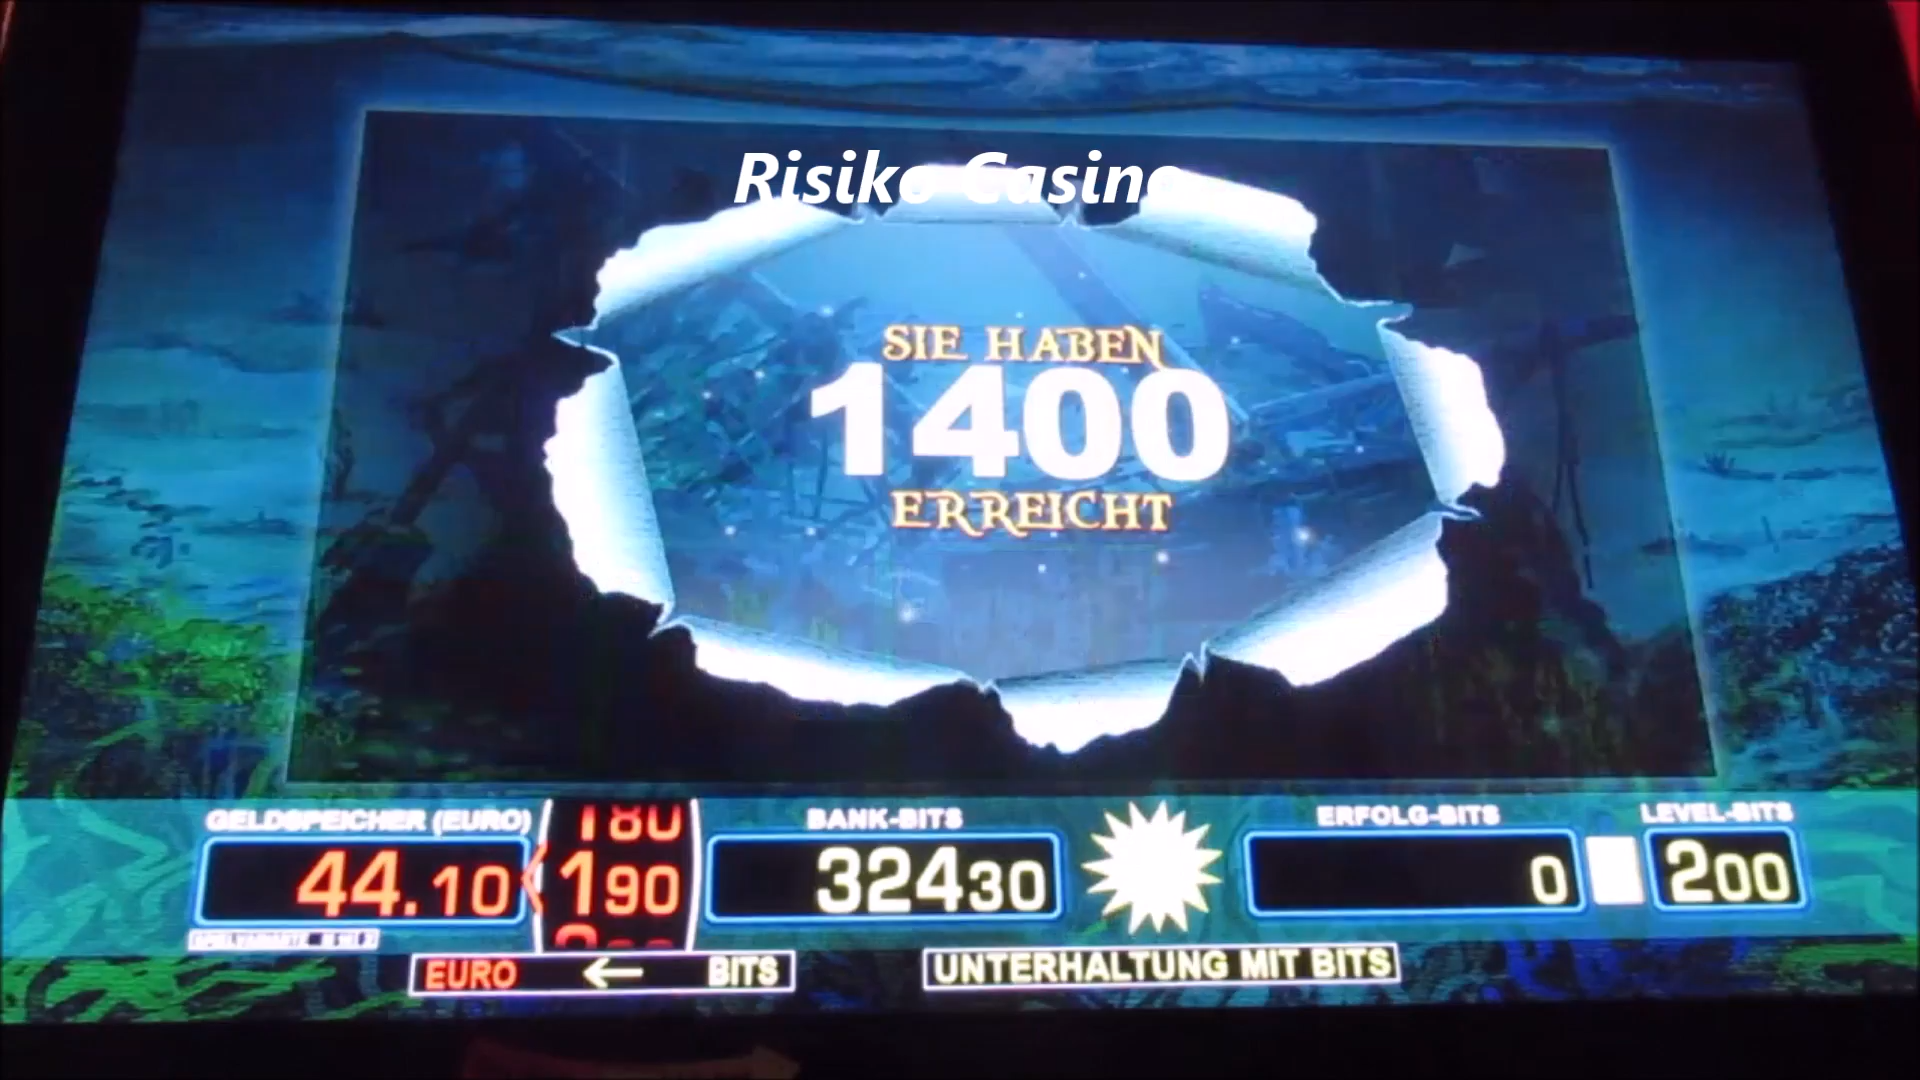 Risiko Casino
SIE HABEN
1400
ERREICHT
GELDSPEICHER (EURO)
180
BANK-BITS
ERFOLG-BITS
LEVEL-BITS
44.10
190
32430
0
200
EURO ← BITS
UNTERHALTUNG MIT BITS